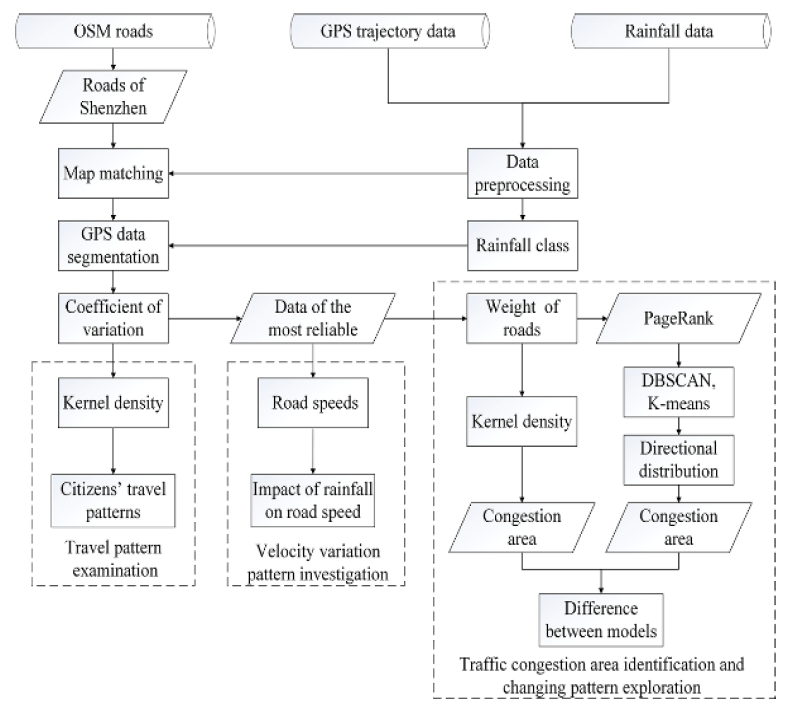 OSM roads
GPS trajectory data
Rainfall data
Roads of
Shenzhen
Map matching
Data
preprocessing
GPS data
segmentation
Rainfall class
Coefficient of
variation
Data of the
most reliable
Weight of
roads
PageRank
Kernel density
Road speeds
Kernel density
DBSCAN,
K-means
Directional
distribution
Citizens' travel
patterns
Impact of rainfall
on road speed
Congestion
area
Congestion
area
Travel pattern
examination
Velocity variation
pattern investigation
Difference
between models
Traffic congestion area identification and
changing pattern exploration